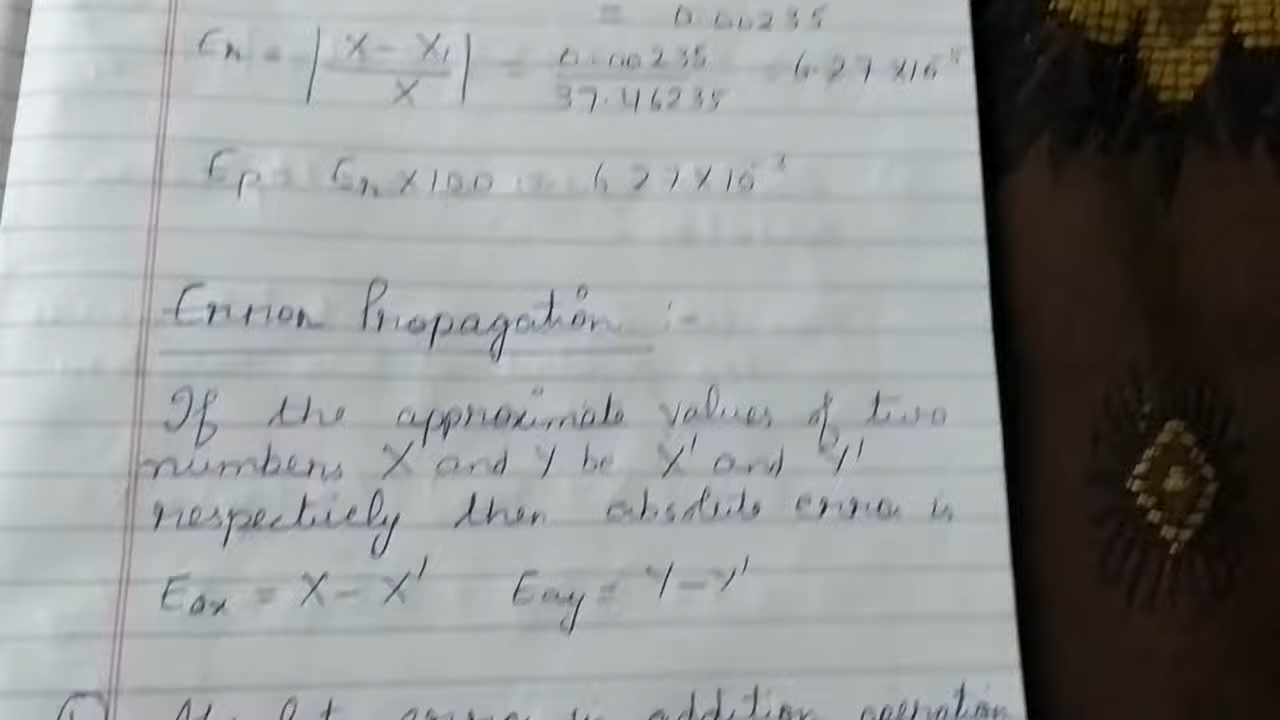 = 0.00235
Er = | X - X1 / X | = 0.00235 / 37.46235 = 6.27 × 10
Ep = Er × 100 = 6.27 × 10
Error Propagation :-
If the approximate values of two
numbers X and Y be X' and Y'
respectively then absolute error is
Eax = X - X'  Eay = Y - Y'
error in addition operation